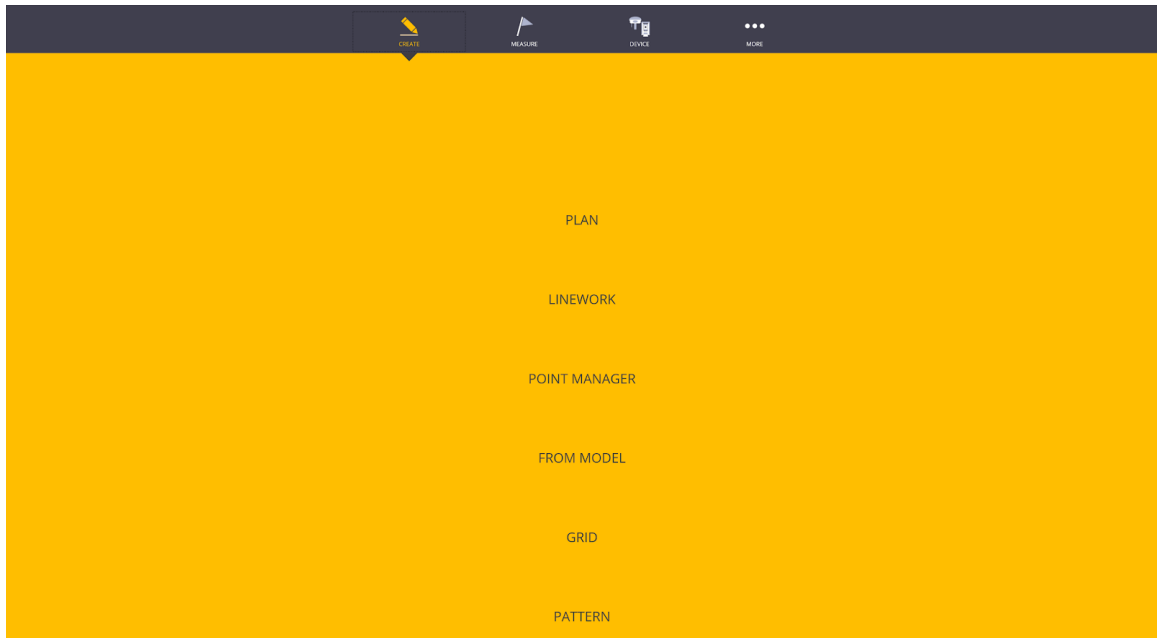 CREATE
MEASURE
DEVICE
MORE
PLAN
LINEWORK
POINT MANAGER
FROM MODEL
GRID
PATTERN